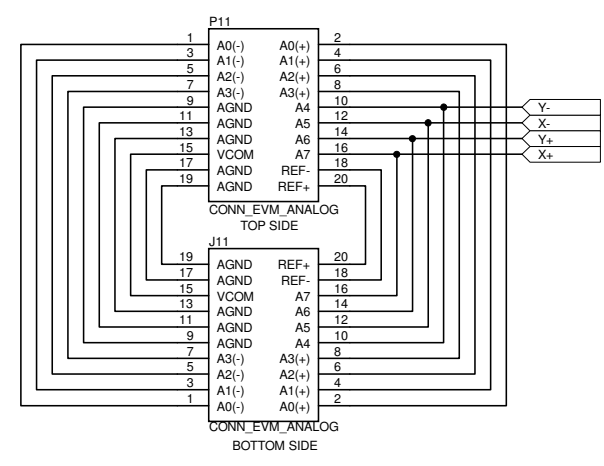 P11
1 A0(-) A0(+) 2
3 A1(-) A1(+) 4
5 A2(-) A2(+) 6
7 A3(-) A3(+) 8
9 AGND A4 10 Y-
11 AGND A5 12 X-
13 AGND A6 14 Y+
15 VCOM A7 16 X+
17 AGND REF- 18
19 AGND REF+ 20
CONN_EVM_ANALOG
TOP SIDE
J11
19 AGND REF+ 20
17 AGND REF- 18
15 VCOM A7 16
13 AGND A6 14
11 AGND A5 12
9 AGND A4 10
7 A3(-) A3(+) 8
5 A2(-) A2(+) 6
3 A1(-) A1(+) 4
1 A0(-) A0(+) 2
CONN_EVM_ANALOG
BOTTOM SIDE